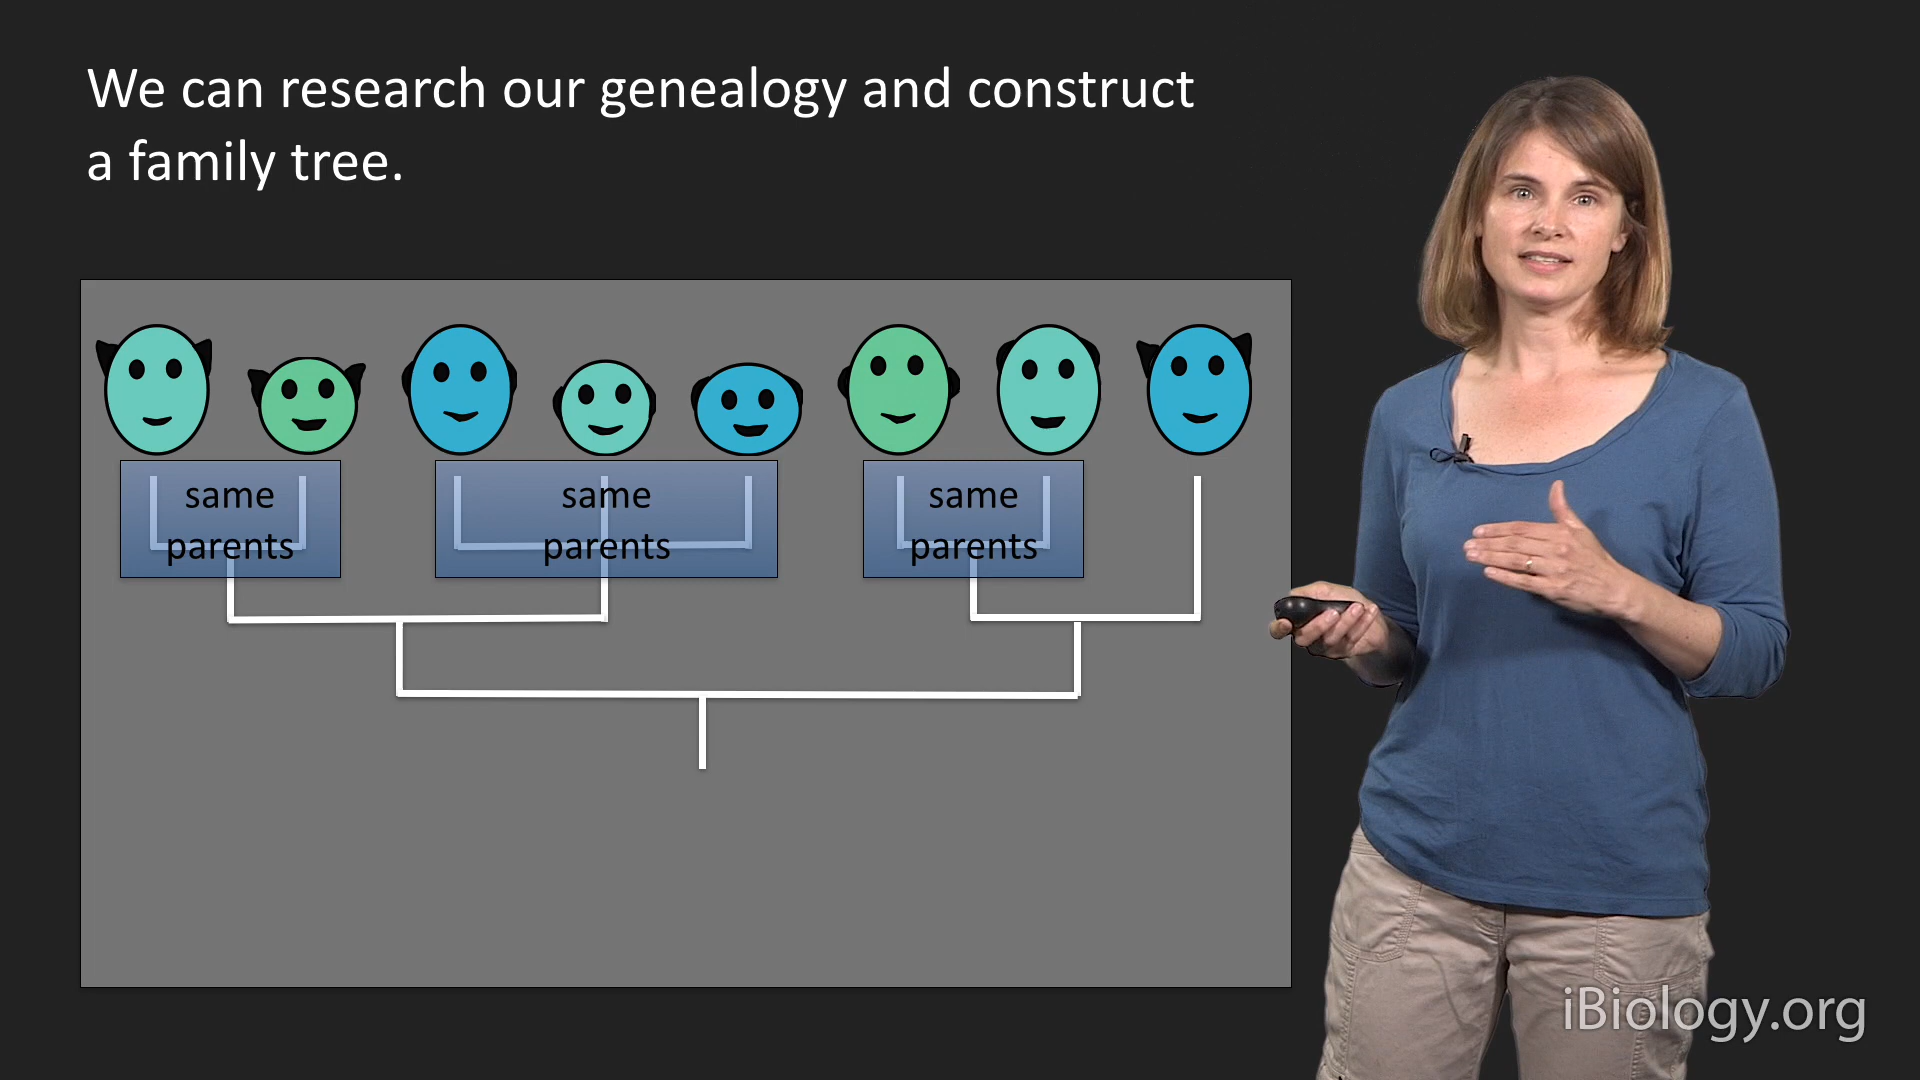 We can research our genealogy and construct
a family tree.
same
parents
same
parents
same
parents
iBiology.org